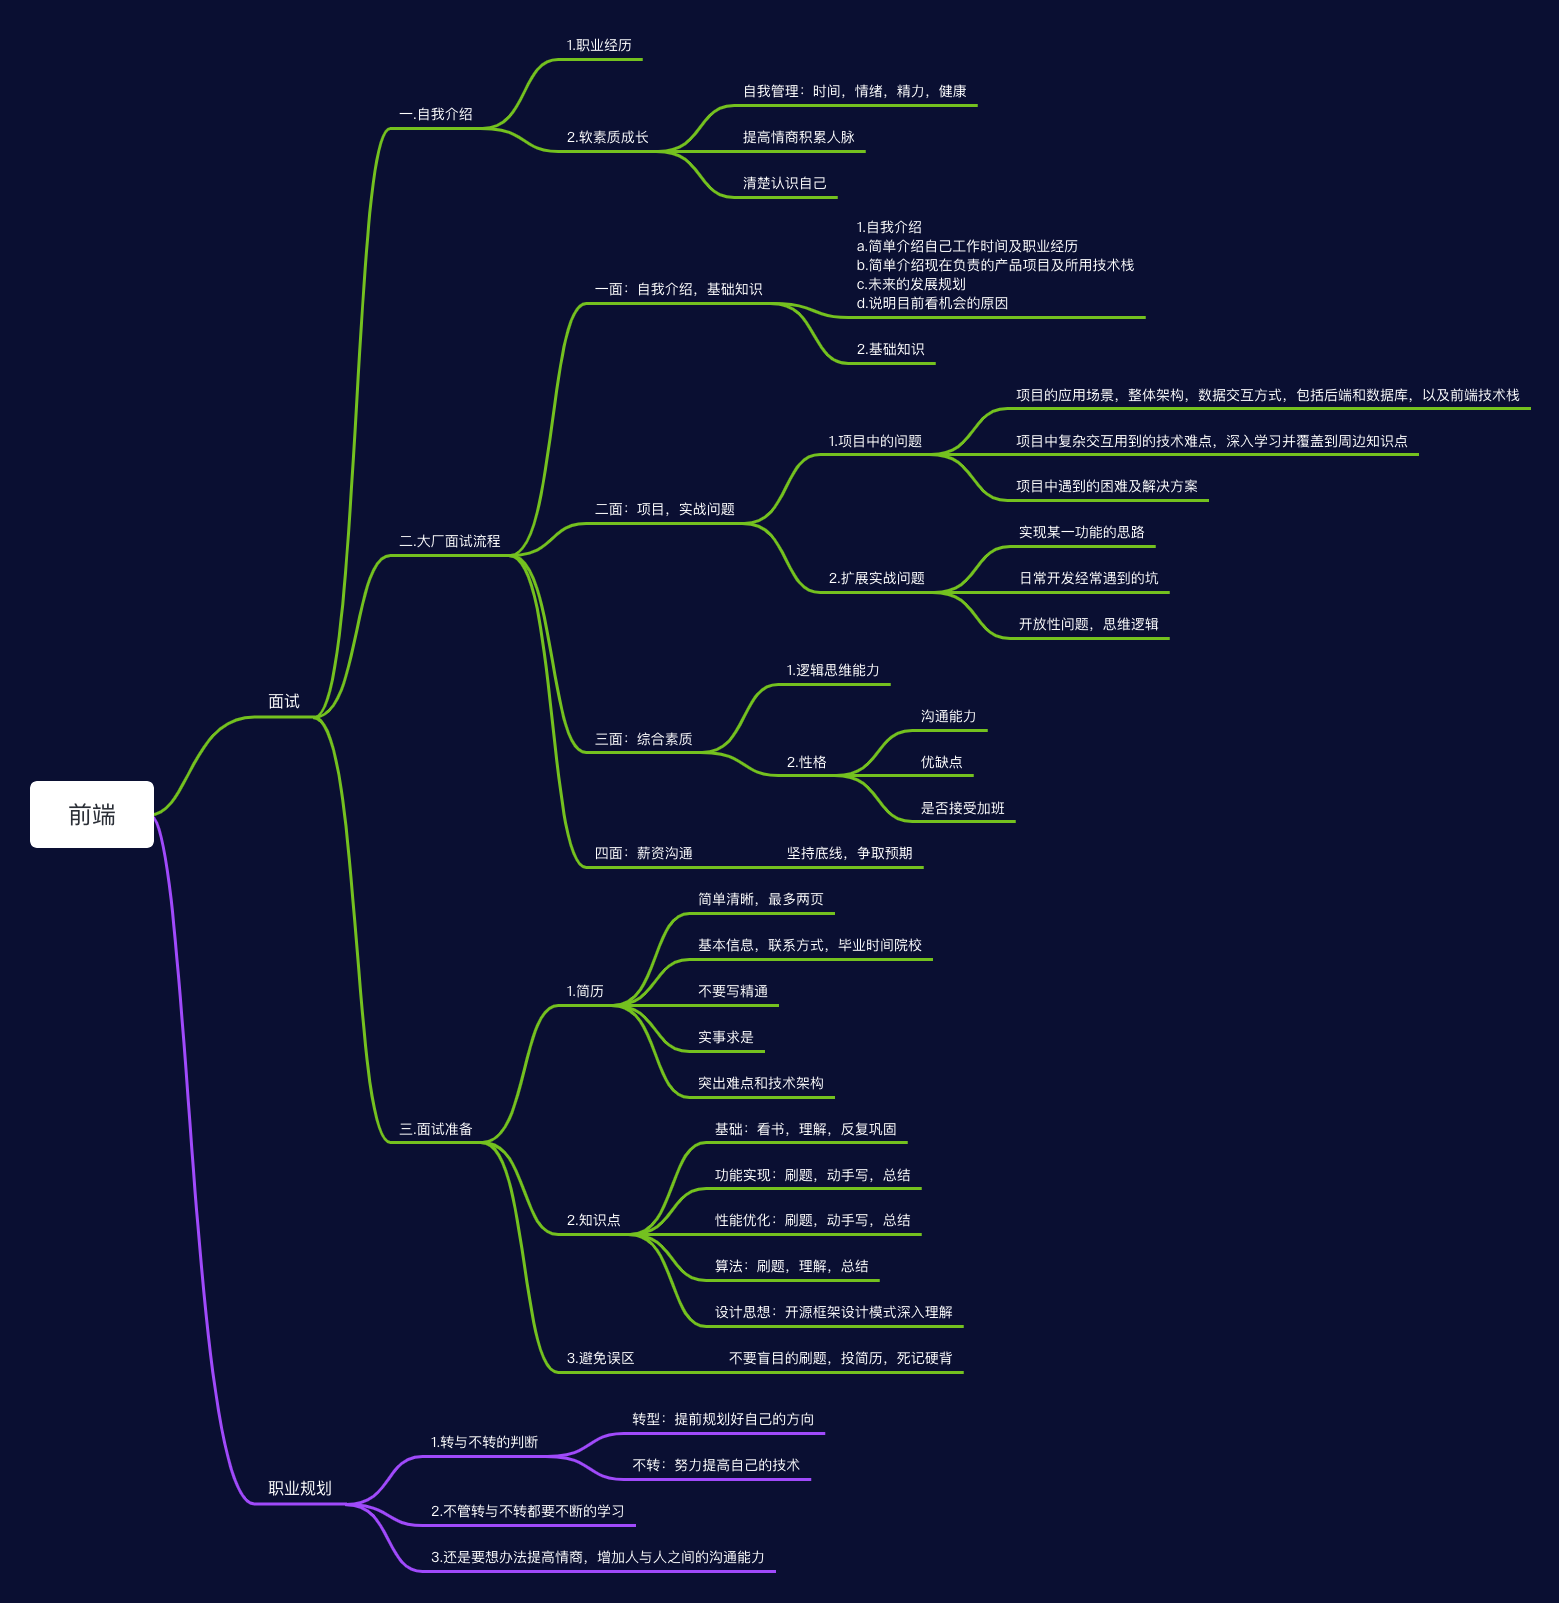 前端
面试
一.自我介绍
1.职业经历
2.软素质成长
自我管理：时间，情绪，精力，健康
提高情商积累人脉
清楚认识自己
二.大厂面试流程
一面：自我介绍，基础知识
1.自我介绍
a.简单介绍自己工作时间及职业经历
b.简单介绍现在负责的产品项目及所用技术栈
c.未来的发展规划
d.说明目前看机会的原因
2.基础知识
二面：项目，实战问题
1.项目中的问题
项目的应用场景，整体架构，数据交互方式，包括后端和数据库，以及前端技术栈
项目中复杂交互用到的技术难点，深入学习并覆盖到周边知识点
项目中遇到的困难及解决方案
2.扩展实战问题
实现某一功能的思路
日常开发经常遇到的坑
开放性问题，思维逻辑
三面：综合素质
1.逻辑思维能力
2.性格
沟通能力
优缺点
是否接受加班
四面：薪资沟通
坚持底线，争取预期
三.面试准备
1.简历
简单清晰，最多两页
基本信息，联系方式，毕业时间院校
不要写精通
实事求是
突出难点和技术架构
2.知识点
基础：看书，理解，反复巩固
功能实现：刷题，动手写，总结
性能优化：刷题，动手写，总结
算法：刷题，理解，总结
设计思想：开源框架设计模式深入理解
3.避免误区
不要盲目的刷题，投简历，死记硬背
职业规划
1.转与不转的判断
转型：提前规划好自己的方向
不转：努力提高自己的技术
2.不管转与不转都要不断的学习
3.还是要想办法提高情商，增加人与人之间的沟通能力